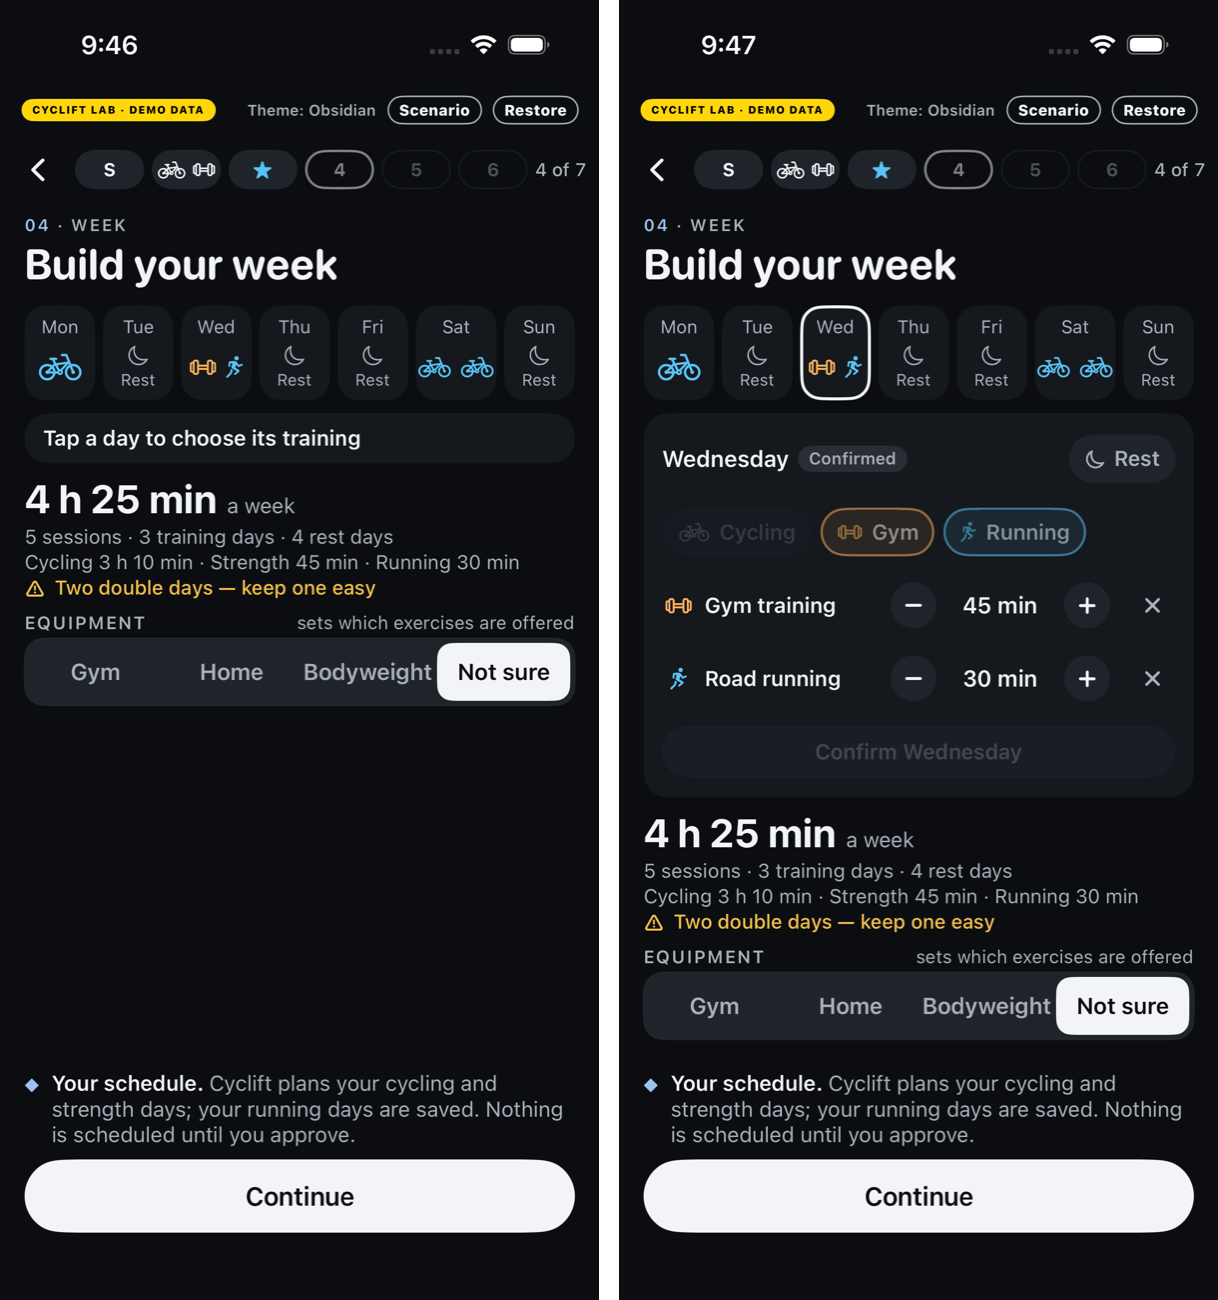 9:46
CYCLIFT LAB · DEMO DATA Theme: Obsidian Scenario Restore
S 4 5 6 4 of 7
04 · WEEK
Build your week
Mon Tue Wed Thu Fri Sat Sun
Rest Rest Rest Rest
Tap a day to choose its training
4 h 25 min a week
5 sessions · 3 training days · 4 rest days
Cycling 3 h 10 min · Strength 45 min · Running 30 min
Two double days — keep one easy
EQUIPMENT sets which exercises are offered
Gym Home Bodyweight Not sure
Your schedule. Cyclift plans your cycling and
strength days; your running days are saved. Nothing
is scheduled until you approve.
Continue
9:47
CYCLIFT LAB · DEMO DATA Theme: Obsidian Scenario Restore
S 4 5 6 4 of 7
04 · WEEK
Build your week
Mon Tue Wed Thu Fri Sat Sun
Rest Rest Rest Rest
Wednesday Confirmed Rest
Cycling Gym Running
Gym training − 45 min + ×
Road running − 30 min + ×
Confirm Wednesday
4 h 25 min a week
5 sessions · 3 training days · 4 rest days
Cycling 3 h 10 min · Strength 45 min · Running 30 min
Two double days — keep one easy
EQUIPMENT sets which exercises are offered
Gym Home Bodyweight Not sure
Your schedule. Cyclift plans your cycling and
strength days; your running days are saved. Nothing
is scheduled until you approve.
Continue